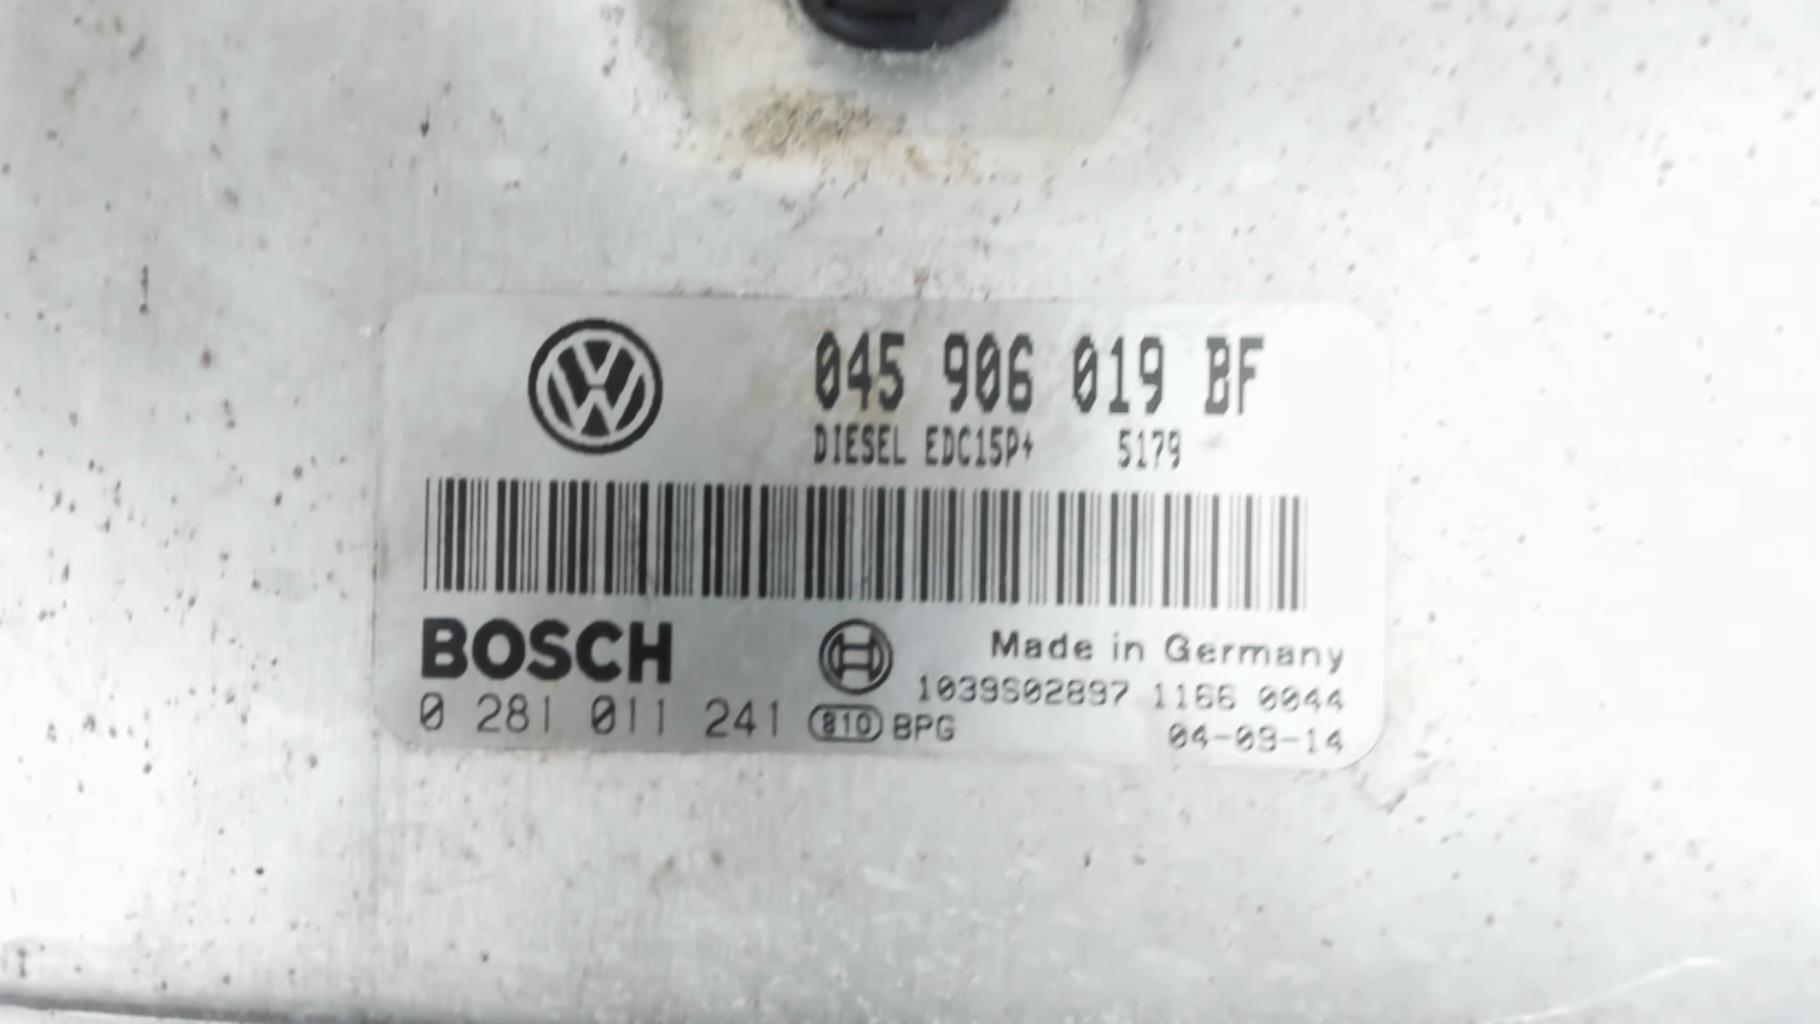 045 906 019 BF
DIESEL EDC15P+ 5179
BOSCH
Made in Germany
1039S02897 1166 0044
0 281 011 241 810 BPG
04-09-14